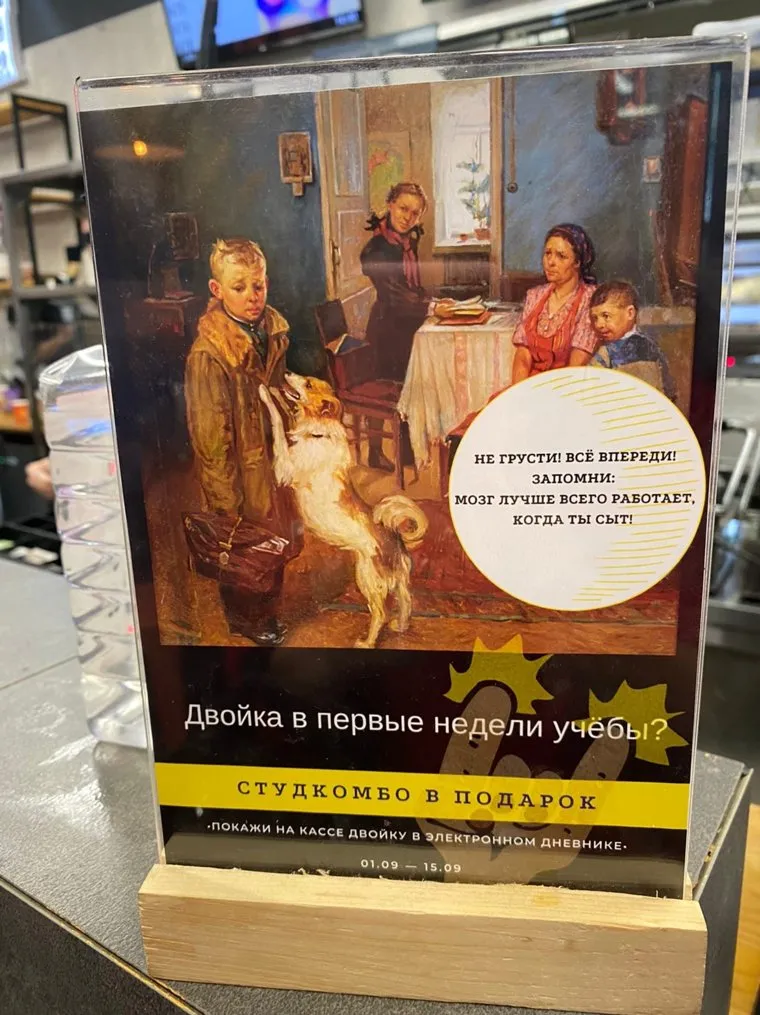 НЕ ГРУСТИ! ВСЁ ВПЕРЕДИ!
ЗАПОМНИ:
МОЗГ ЛУЧШЕ ВСЕГО РАБОТАЕТ,
КОГДА ТЫ СЫТ!
Двойка в первые недели учёбы?
СТУДКОМБО В ПОДАРОК
•ПОКАЖИ НА КАССЕ ДВОЙКУ В ЭЛЕКТРОННОМ ДНЕВНИКЕ•
01.09 — 15.09